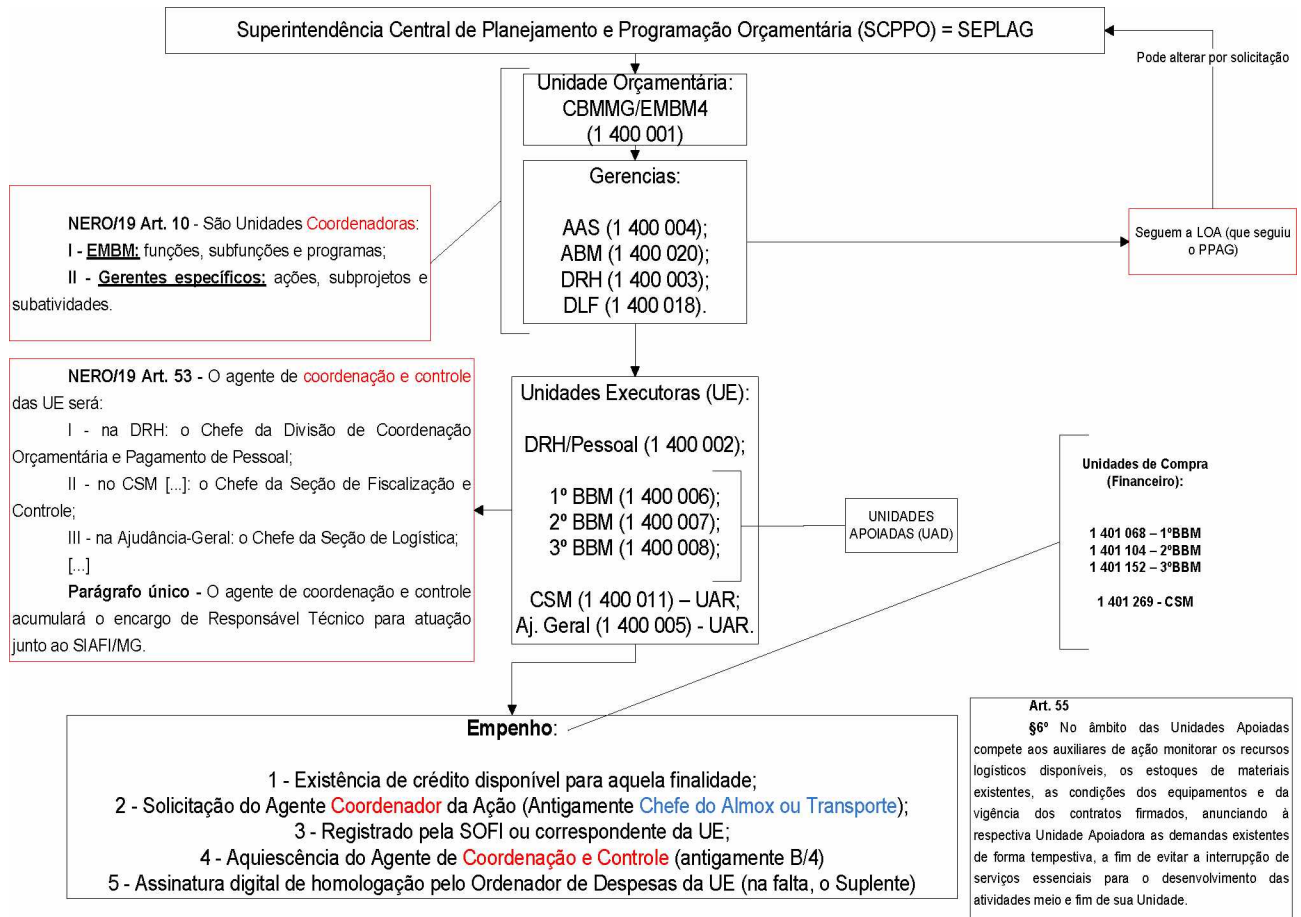 Superintendência Central de Planejamento e Programação Orçamentária (SCPPO) = SEPLAG
Pode alterar por solicitação
Unidade Orçamentária:
CBMMG/EMBM4
(1 400 001)
Gerencias:
AAS (1 400 004);
ABM (1 400 020);
DRH (1 400 003);
DLF (1 400 018).
NERO/19 Art. 10 - São Unidades Coordenadoras:
I - EMBM: funções, subfunções e programas;
II - Gerentes específicos: ações, subprojetos e
subatividades.
Seguem a LOA (que seguiu
o PPAG)
NERO/19 Art. 53 - O agente de coordenação e controle
das UE será:
I - na DRH: o Chefe da Divisão de Coordenação
Orçamentária e Pagamento de Pessoal;
II - no CSM [...]: o Chefe da Seção de Fiscalização e
Controle;
III - na Ajudância-Geral: o Chefe da Seção de Logística;
[...]
Parágrafo único - O agente de coordenação e controle
acumulará o encargo de Responsável Técnico para atuação
junto ao SIAFI/MG.
Unidades Executoras (UE):
DRH/Pessoal (1 400 002);
1º BBM (1 400 006);
2º BBM (1 400 007);
3º BBM (1 400 008);
CSM (1 400 011) – UAR;
Aj. Geral (1 400 005) - UAR.
UNIDADES
APOIADAS (UAD)
Unidades de Compra
(Financeiro):
1 401 068 – 1ºBBM
1 401 104 – 2ºBBM
1 401 152 – 3ºBBM
1 401 269 - CSM
Empenho:
1 - Existência de crédito disponível para aquela finalidade;
2 - Solicitação do Agente Coordenador da Ação (Antigamente Chefe do Almox ou Transporte);
3 - Registrado pela SOFI ou correspondente da UE;
4 - Aquiescência do Agente de Coordenação e Controle (antigamente B/4)
5 - Assinatura digital de homologação pelo Ordenador de Despesas da UE (na falta, o Suplente)
Art. 55
§6º No âmbito das Unidades Apoiadas
compete aos auxiliares de ação monitorar os recursos
logísticos disponíveis, os estoques de materiais
existentes, as condições dos equipamentos e da
vigência dos contratos firmados, anunciando à
respectiva Unidade Apoiadora as demandas existentes
de forma tempestiva, a fim de evitar a interrupção de
serviços essenciais para o desenvolvimento das
atividades meio e fim de sua Unidade.